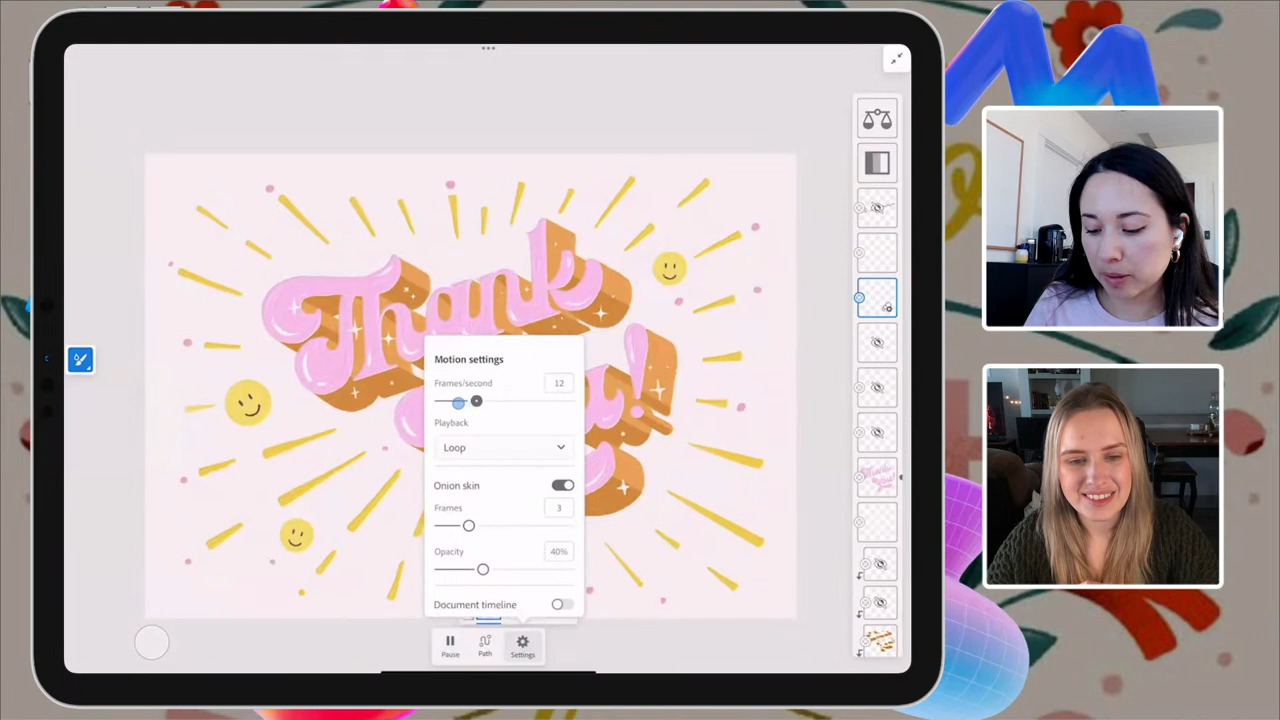 Thank
u!
Motion settings
Frames/second
12
Playback
Loop
Onion skin
Frames
3
Opacity
40%
Document timeline
Pause
Path
Settings